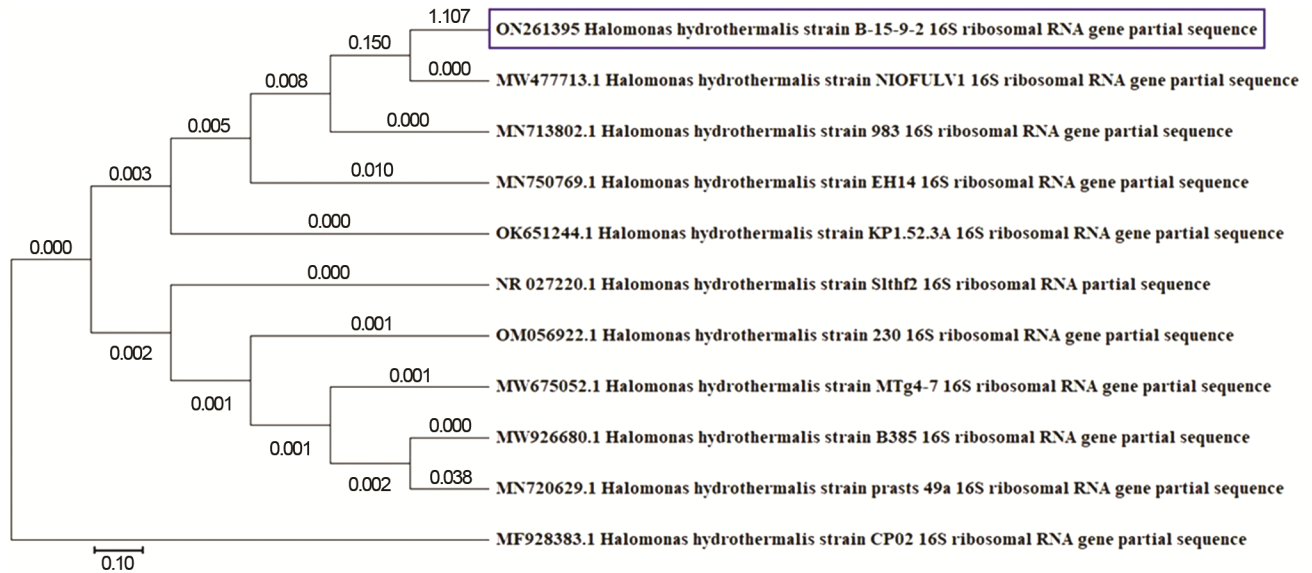 1.107
ON261395 Halomonas hydrothermalis strain B-15-9-2 16S ribosomal RNA gene partial sequence
0.150
0.000
MW477713.1 Halomonas hydrothermalis strain NIOFULV1 16S ribosomal RNA gene partial sequence
0.008
0.000
MN713802.1 Halomonas hydrothermalis strain 983 16S ribosomal RNA gene partial sequence
0.005
0.010
MN750769.1 Halomonas hydrothermalis strain EH14 16S ribosomal RNA gene partial sequence
0.003
0.000
OK651244.1 Halomonas hydrothermalis strain KP1.52.3A 16S ribosomal RNA gene partial sequence
0.000
0.000
NR 027220.1 Halomonas hydrothermalis strain Slthf2 16S ribosomal RNA partial sequence
0.001
OM056922.1 Halomonas hydrothermalis strain 230 16S ribosomal RNA gene partial sequence
0.002
0.001
MW675052.1 Halomonas hydrothermalis strain MTg4-7 16S ribosomal RNA gene partial sequence
0.001
0.000
MW926680.1 Halomonas hydrothermalis strain B385 16S ribosomal RNA gene partial sequence
0.001
0.038
MN720629.1 Halomonas hydrothermalis strain prasts 49a 16S ribosomal RNA gene partial sequence
0.002
MF928383.1 Halomonas hydrothermalis strain CP02 16S ribosomal RNA gene partial sequence
0.10